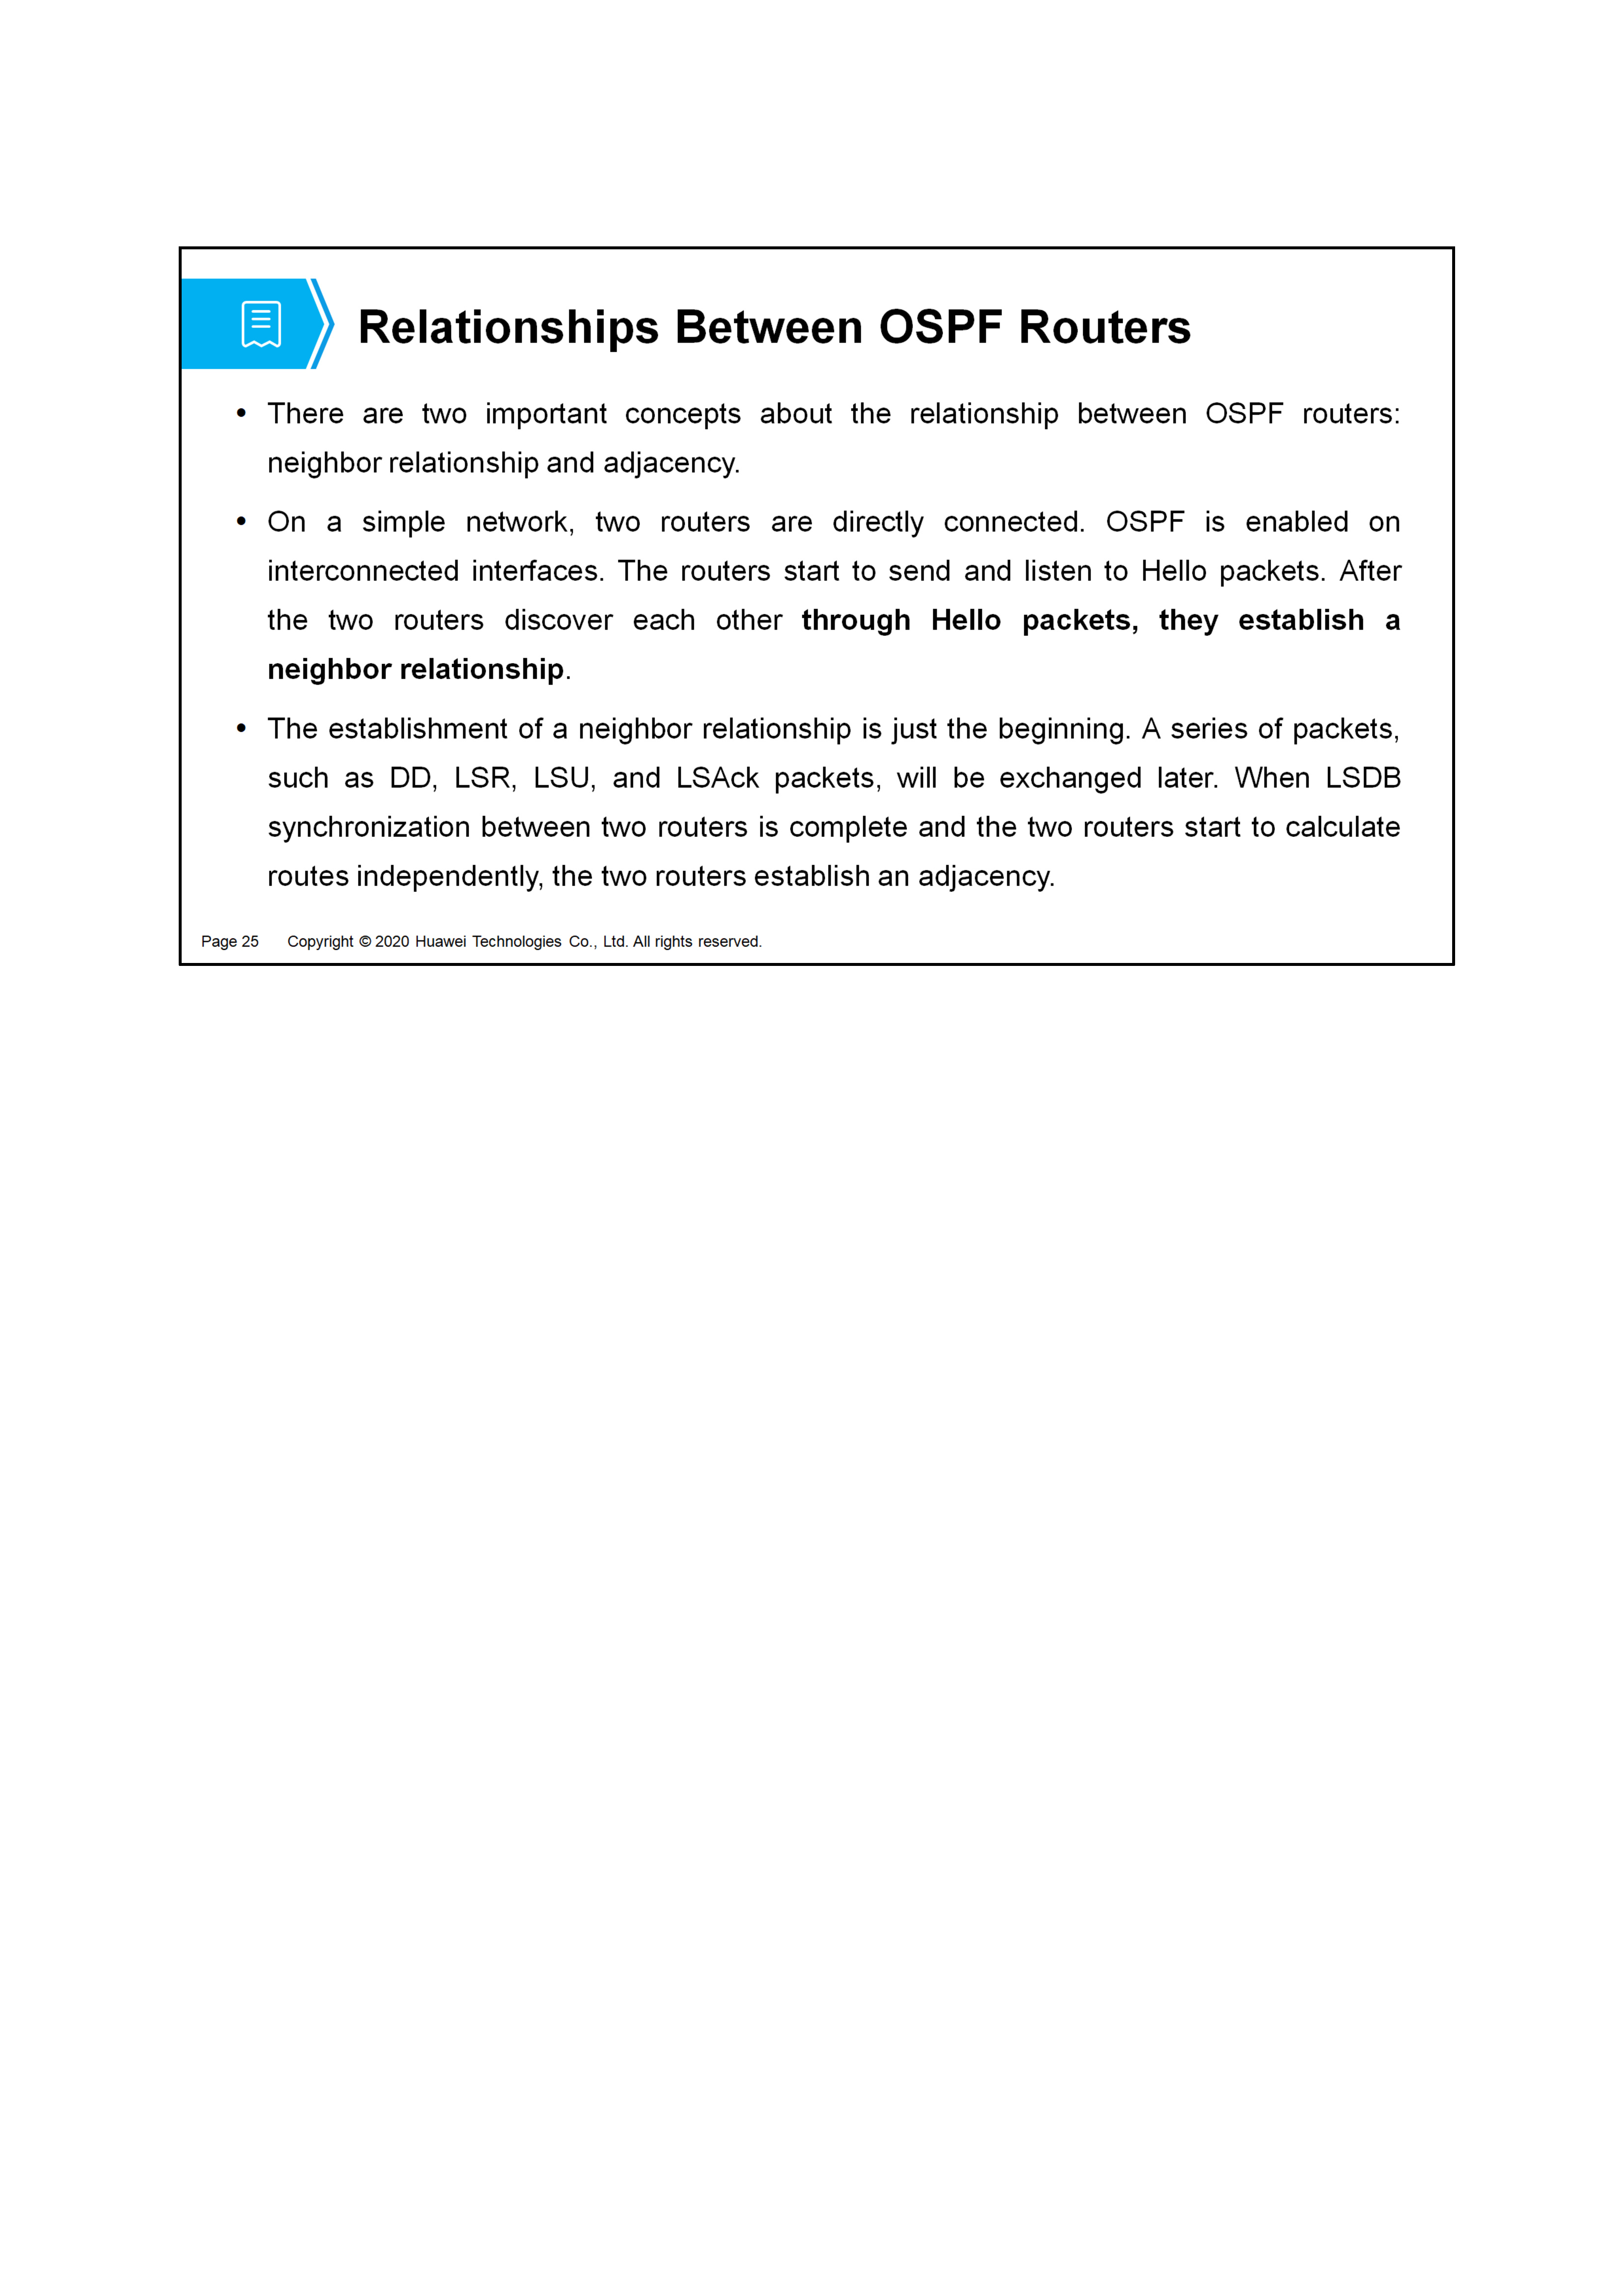 Relationships Between OSPF Routers
• There are two important concepts about the relationship between OSPF routers:
neighbor relationship and adjacency.
• On a simple network, two routers are directly connected. OSPF is enabled on
interconnected interfaces. The routers start to send and listen to Hello packets. After
the two routers discover each other through Hello packets, they establish a
neighbor relationship.
• The establishment of a neighbor relationship is just the beginning. A series of packets,
such as DD, LSR, LSU, and LSAck packets, will be exchanged later. When LSDB
synchronization between two routers is complete and the two routers start to calculate
routes independently, the two routers establish an adjacency.
Page 25 Copyright © 2020 Huawei Technologies Co., Ltd. All rights reserved.